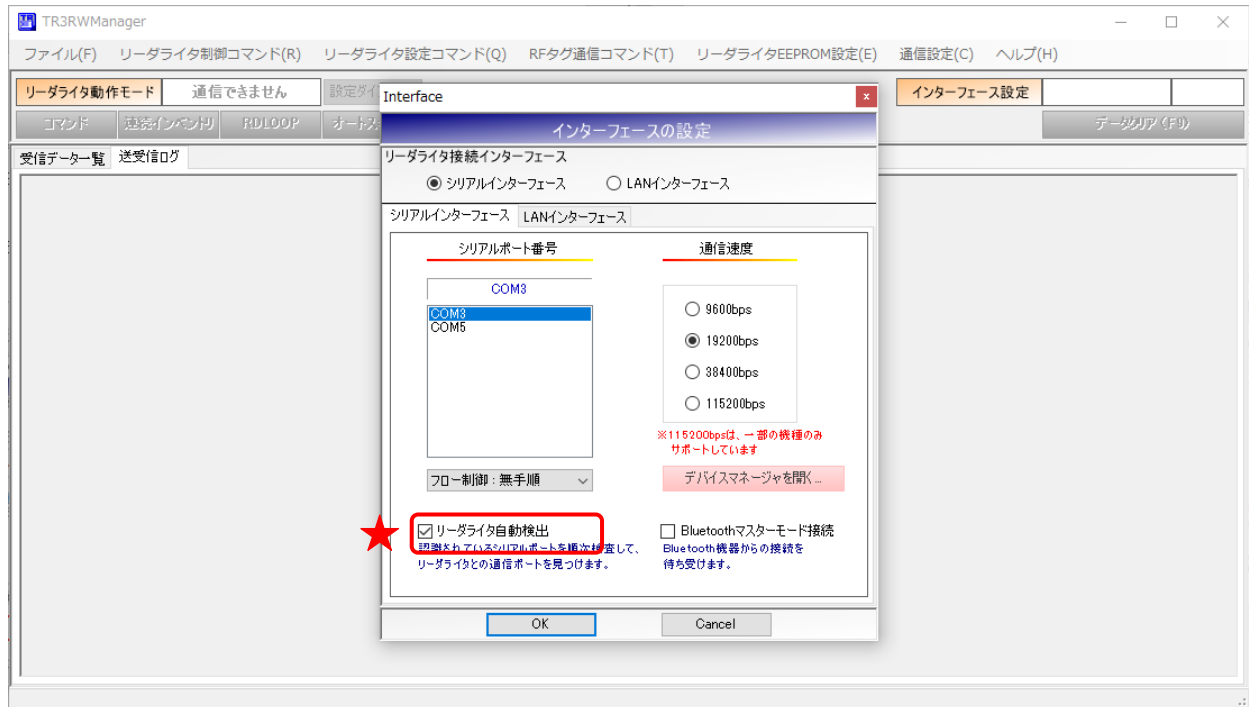 TR3RWManager
ファイル(F) リーダライタ制御コマンド(R) リーダライタ設定コマンド(Q) RFタグ通信コマンド(T) リーダライタEEPROM設定(E) 通信設定(C) ヘルプ(H)
リーダライタ動作モード 通信できません 設定ダイ インターフェース設定
コマンド 連続インベントリ RDLOOP オートス データクリア(F9)
受信データ一覧 送受信ログ
Interface
インターフェースの設定
リーダライタ接続インターフェース
シリアルインターフェース LANインターフェース
シリアルインターフェース LANインターフェース
シリアルポート番号 通信速度
COM3
COM3
COM5
9600bps
19200bps
38400bps
115200bps
※115200bpsは、一部の機種のみ
サポートしています
フロー制御 : 無手順 デバイスマネージャを開く...
リーダライタ自動検出 Bluetoothマスターモード接続
認識されているシリアルポートを順次検査して、 Bluetooth機器からの接続を
リーダライタとの通信ポートを見つけます。 待ち受けます。
OK Cancel